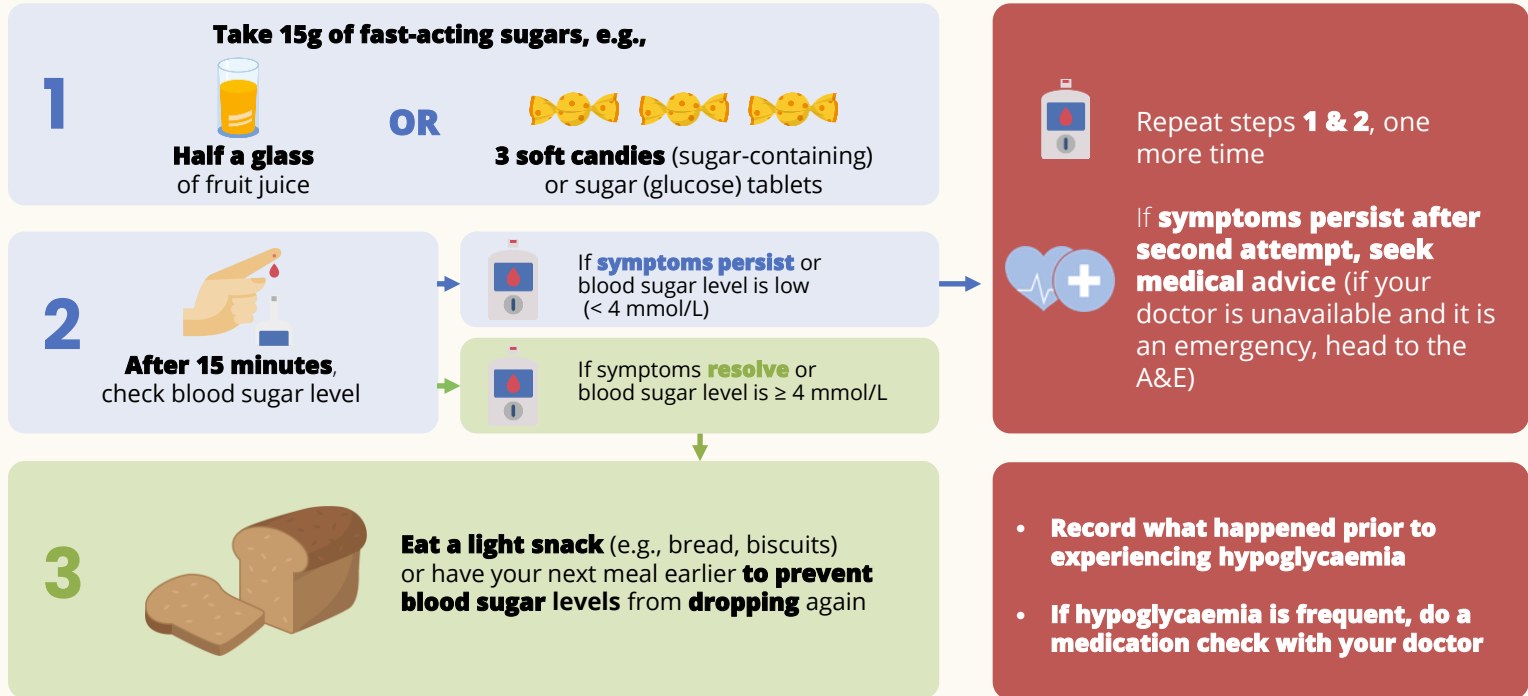 Take 15g of fast-acting sugars, e.g.,
1
OR
Half a glass
of fruit juice
3 soft candies (sugar-containing)
or sugar (glucose) tablets
2
After 15 minutes,
check blood sugar level
If symptoms persist or
blood sugar level is low
(< 4 mmol/L)
If symptoms resolve or
blood sugar level is ≥ 4 mmol/L
Repeat steps 1 & 2, one
more time
If symptoms persist after
second attempt, seek
medical advice (if your
doctor is unavailable and it is
an emergency, head to the
A&E)
3
Eat a light snack (e.g., bread, biscuits)
or have your next meal earlier to prevent
blood sugar levels from dropping again
• Record what happened prior to
experiencing hypoglycaemia
• If hypoglycaemia is frequent, do a
medication check with your doctor